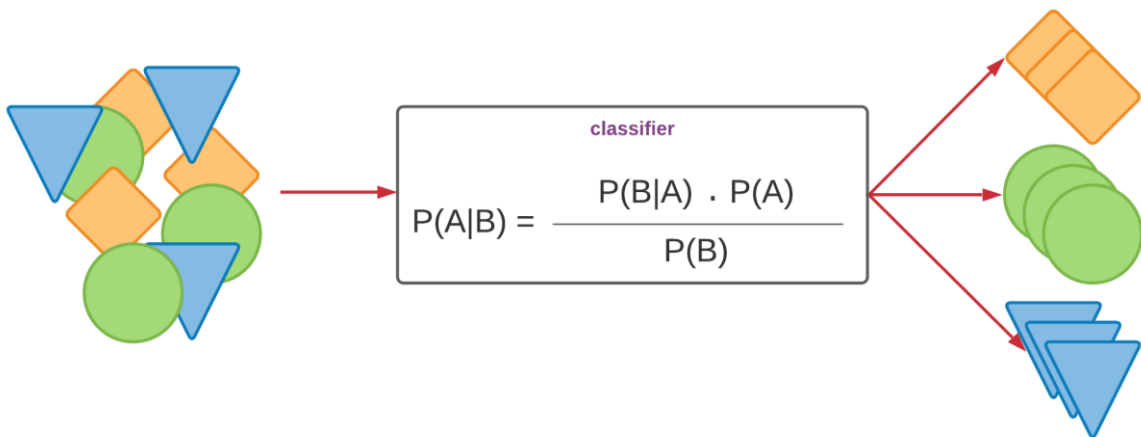 classifier
P(A|B) = P(B|A) . P(A)
P(B)